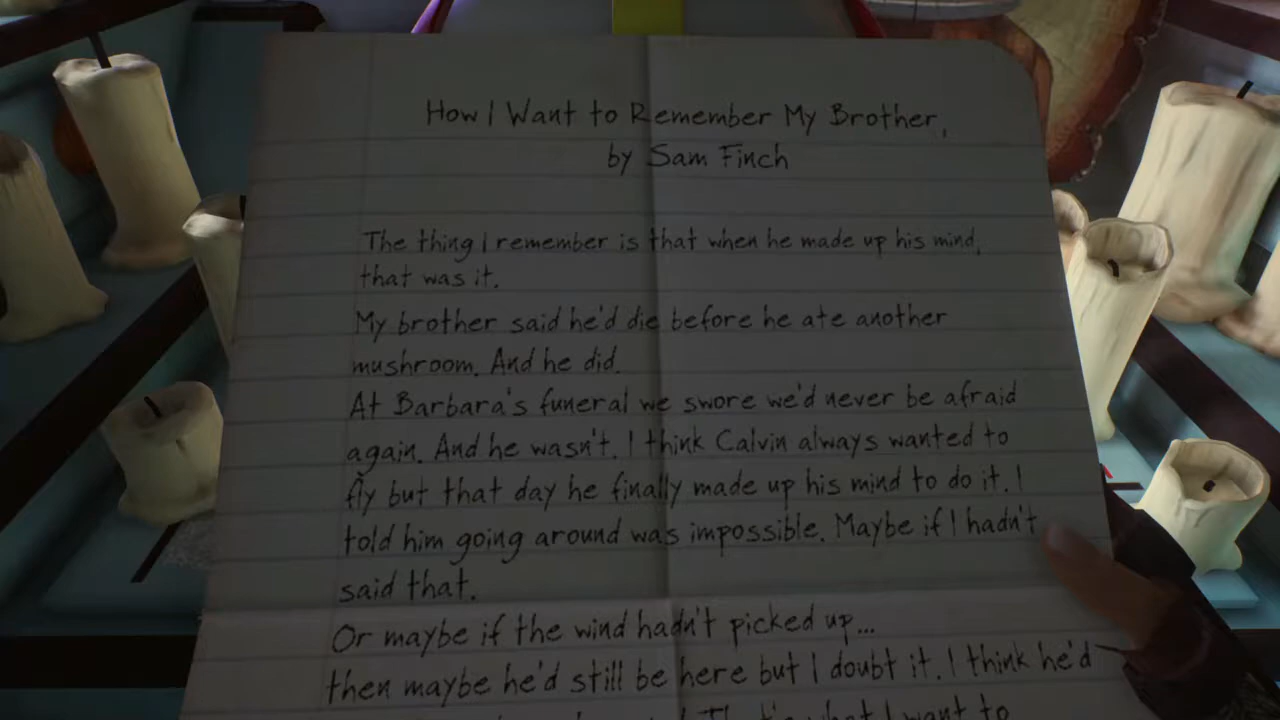 How I Want to Remember My Brother,
by Sam Finch
The thing I remember is that when he made up his mind,
that was it.
My brother said he'd die before he ate another
mushroom. And he did.
At Barbara's funeral we swore we'd never be afraid
again. And he wasn't. I think Calvin always wanted to
fly but that day he finally made up his mind to do it. I
told him going around was impossible. Maybe if I hadn't
said that.
Or maybe if the wind hadn't picked up...
then maybe he'd still be here but I doubt it. I think he'd
That's what I want to